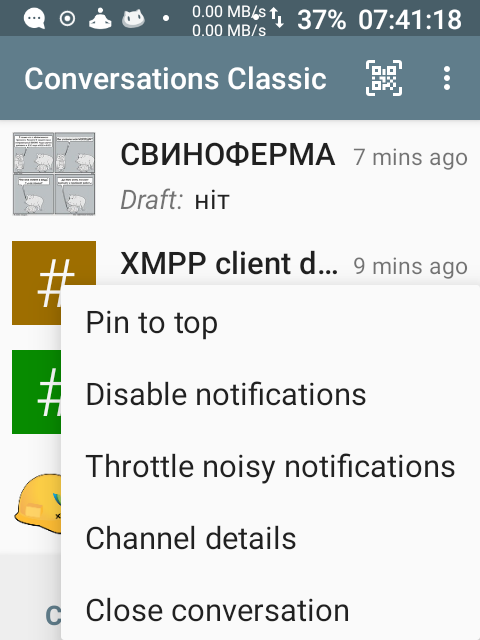 0.00 MB/s
0.00 MB/s
37% 07:41:18
Conversations Classic
СВИНОФЕРМА 7 mins ago
Draft: ніт
# XMPP client d... 9 mins ago
#
Pin to top
Disable notifications
Throttle noisy notifications
Channel details
Close conversation